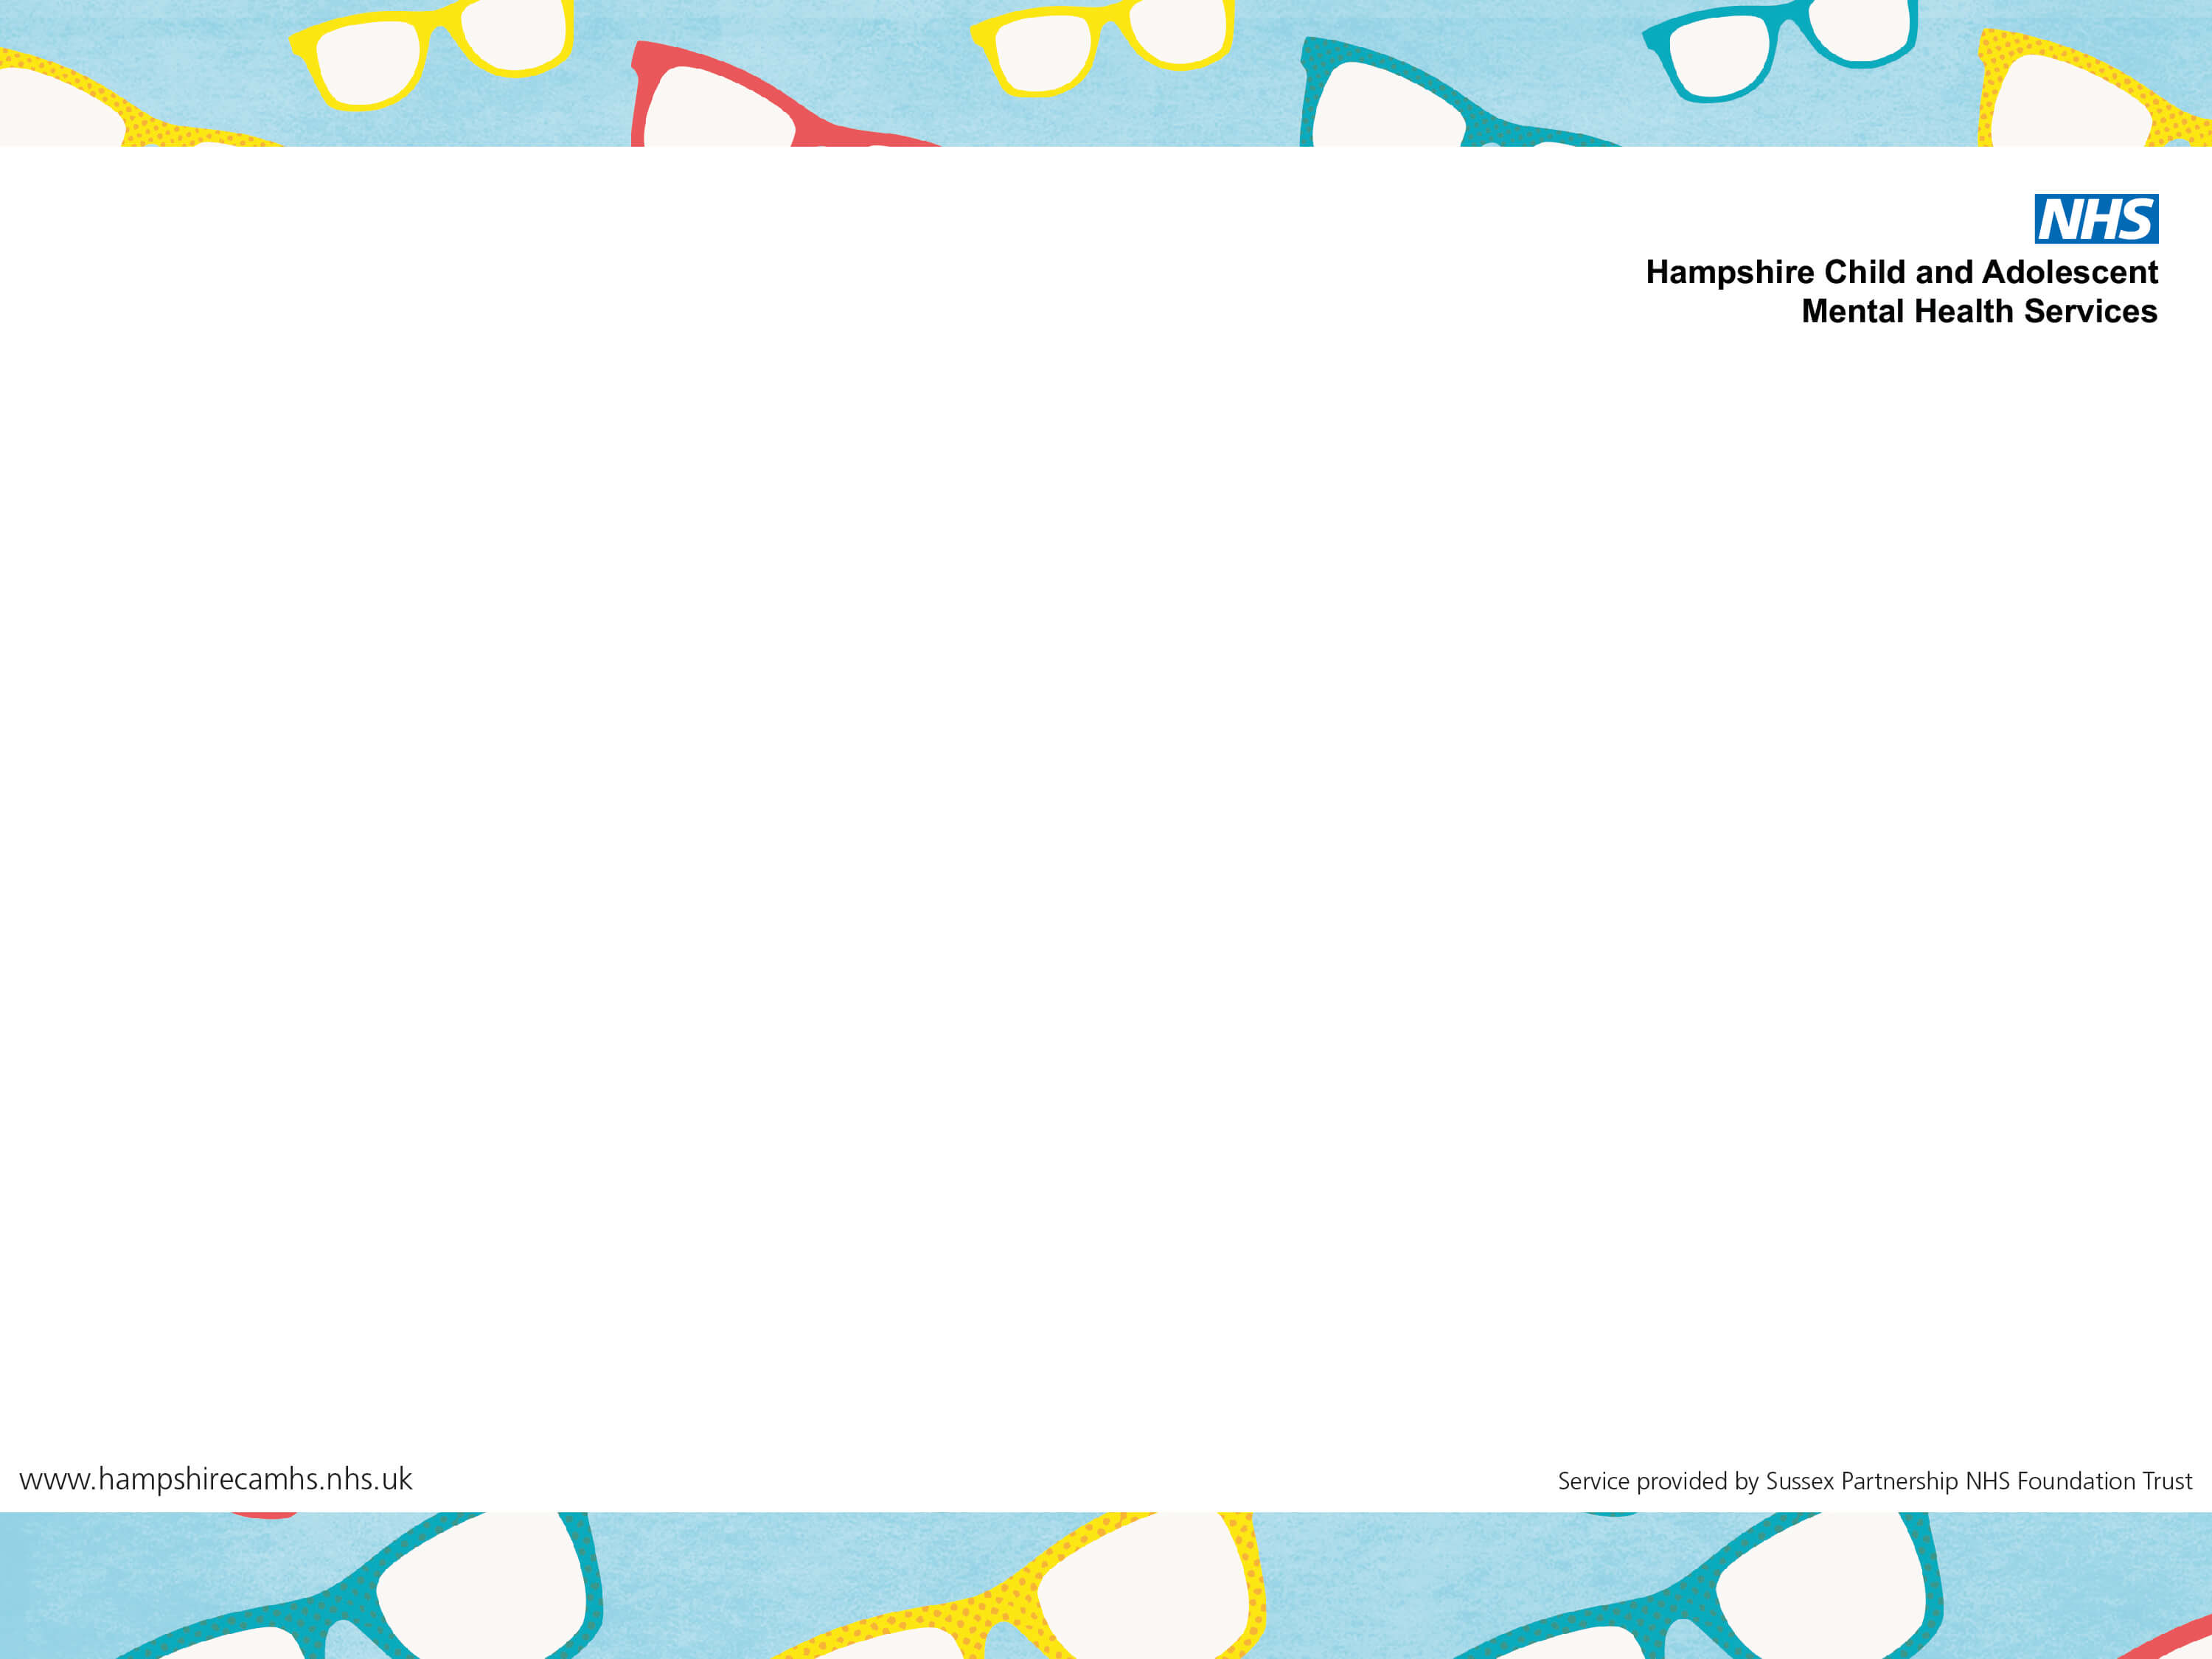 NHS
Hampshire Child and Adolescent
Mental Health Services
www.hampshirecamhs.nhs.uk
Service provided by Sussex Partnership NHS Foundation Trust